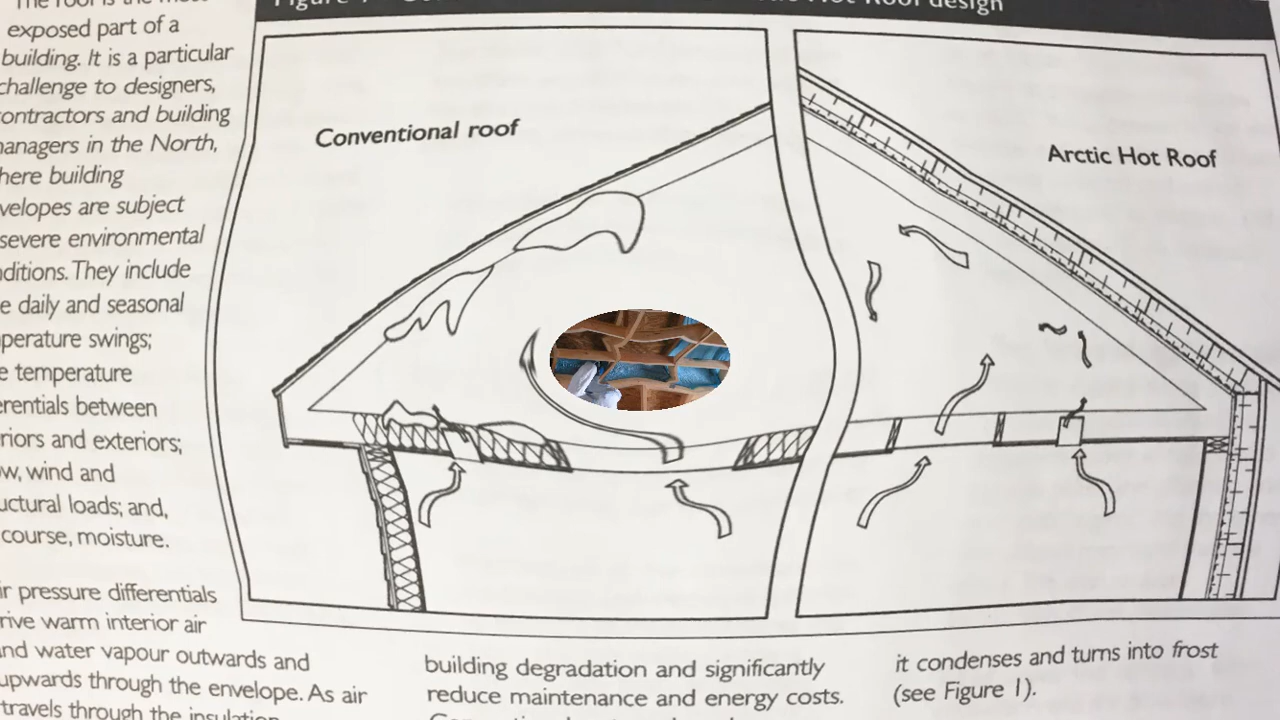 design
The roof is the
exposed part of a
building. It is a particular
challenge to designers,
contractors and building
managers in the North,
where building
envelopes are subject
severe environmental
conditions. They include
daily and seasonal
temperature swings;
temperature
differentials between
interiors and exteriors;
wind and
structural loads; and,
course, moisture.
air pressure differentials
drive warm interior air
and water vapour outwards and
upwards through the envelope. As air
travels through the insulation
Conventional roof
Arctic Hot Roof
building degradation and significantly
reduce maintenance and energy costs.
it condenses and turns into frost
(see Figure 1).